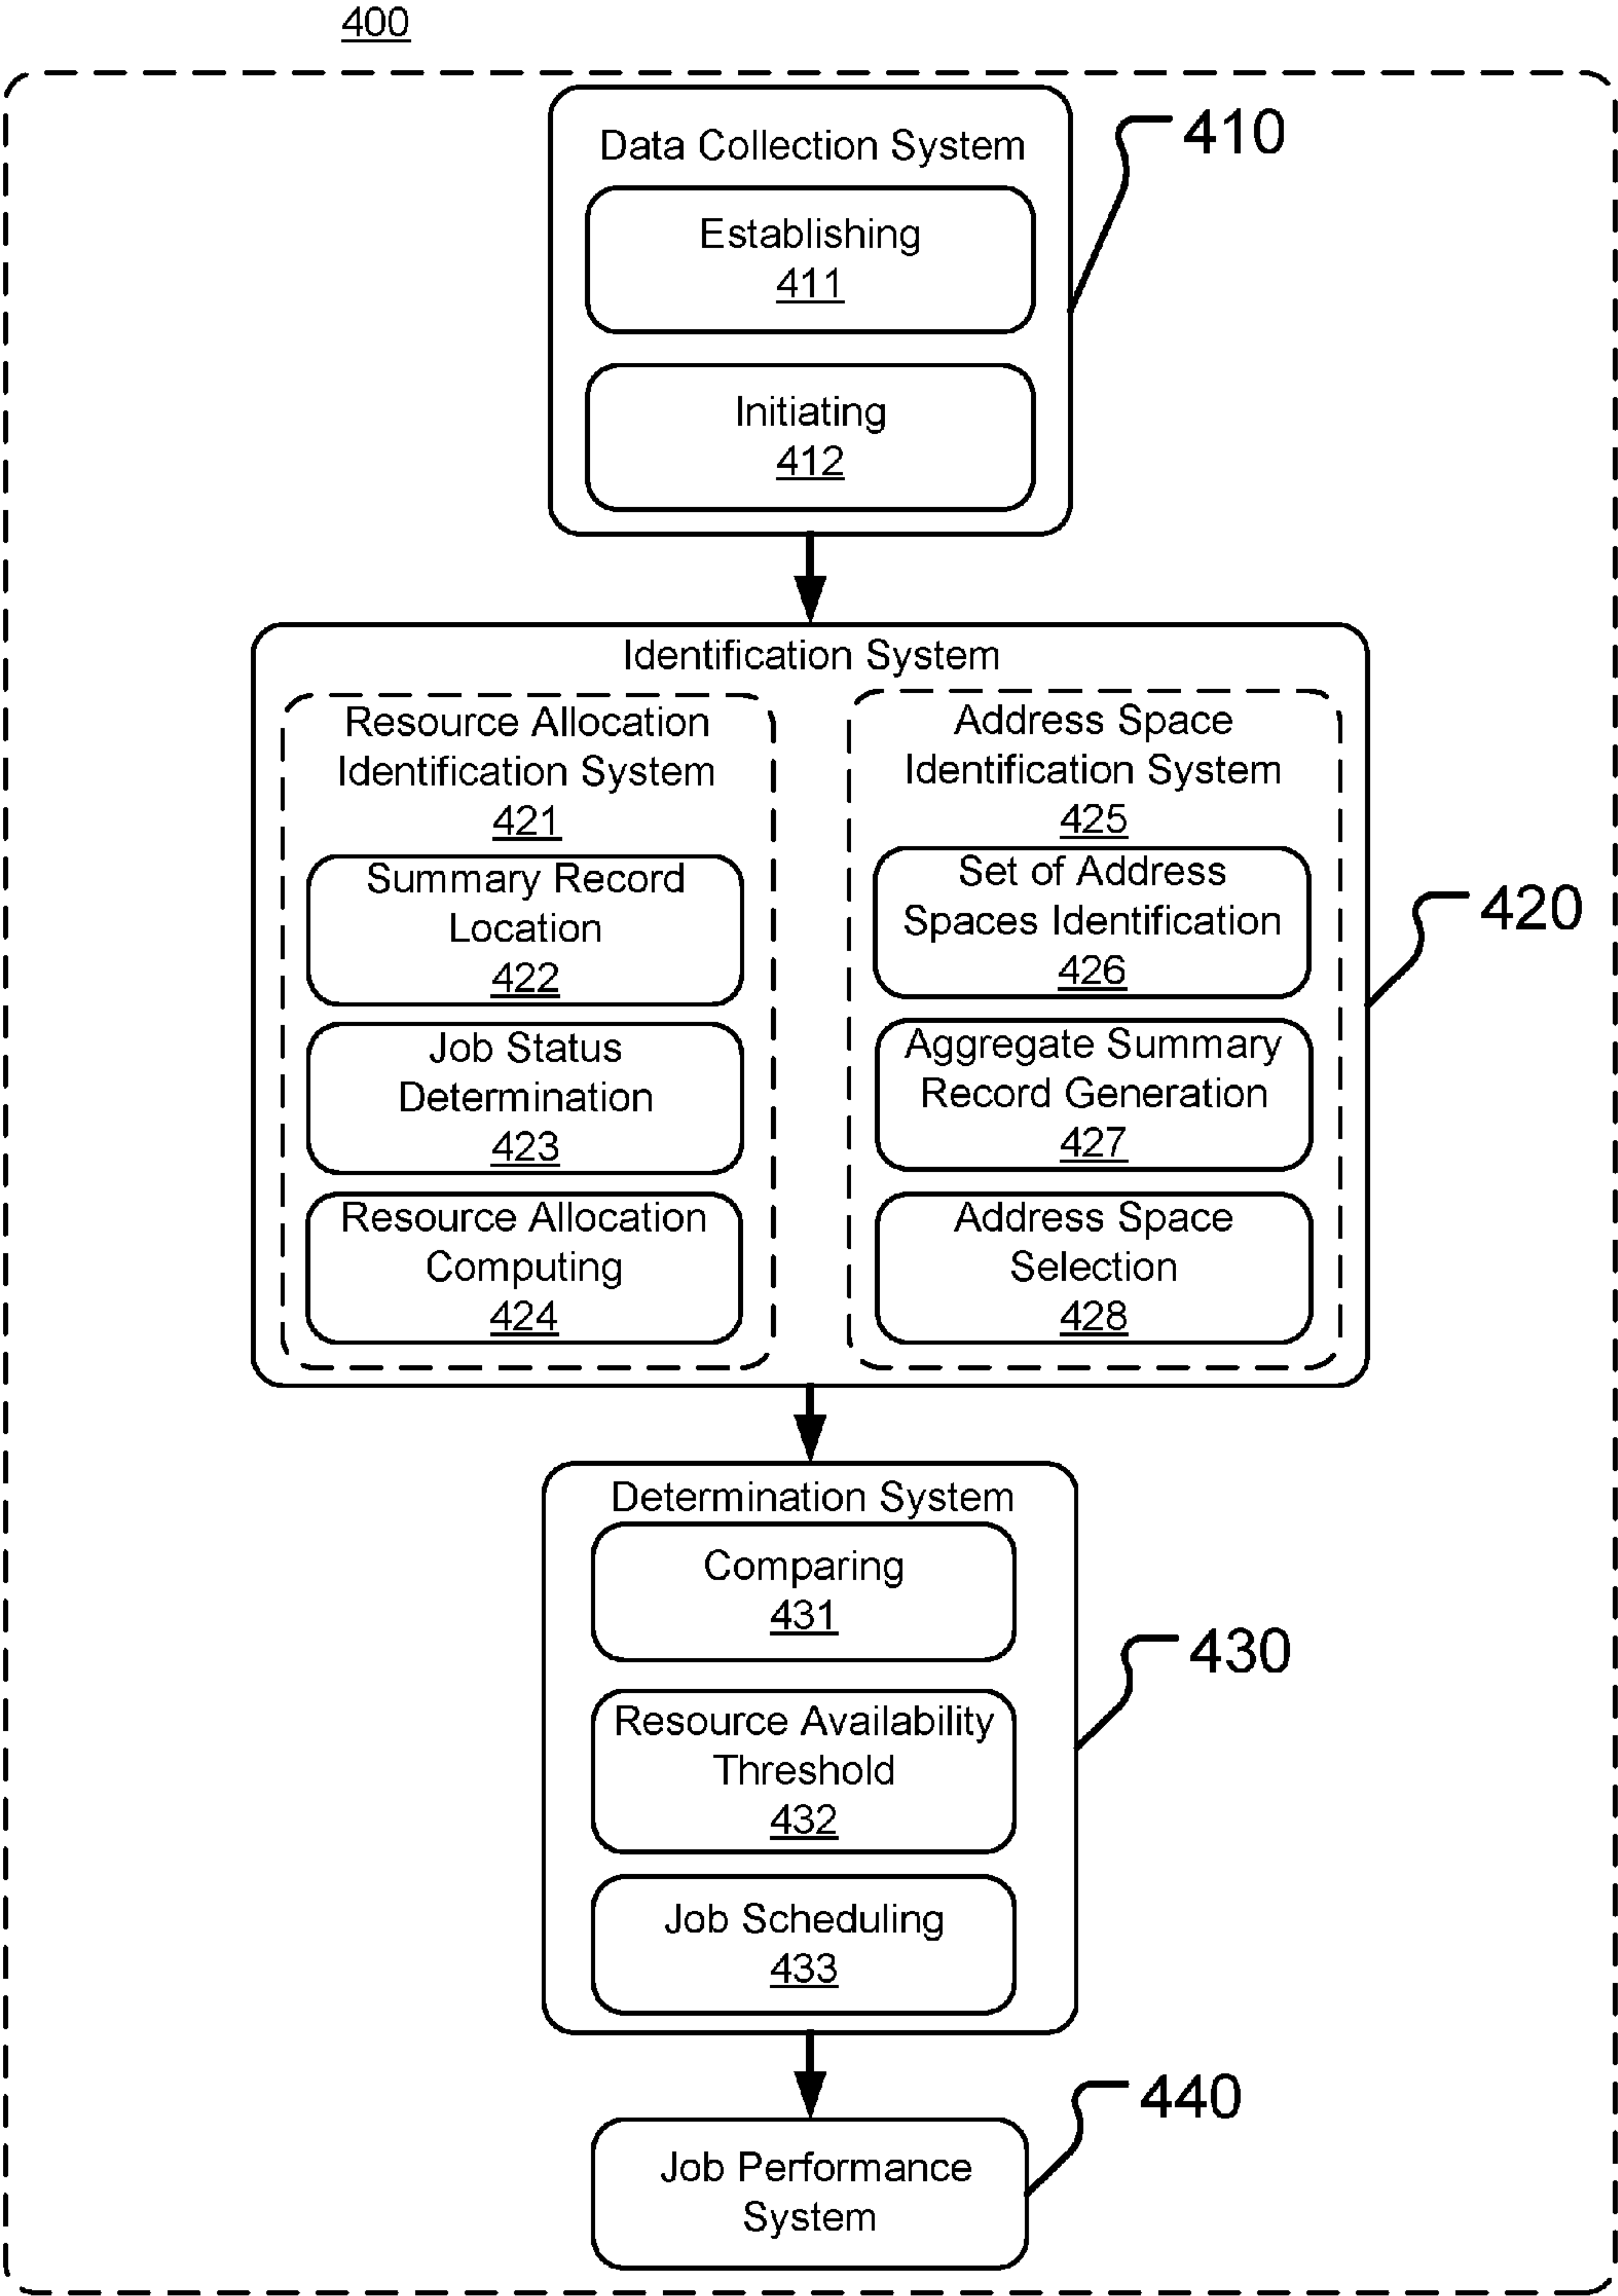 400
Data Collection System
410
Establishing
411
Initiating
412
Identification System
420
Resource Allocation
Identification System
421
Summary Record
Location
422
Job Status
Determination
423
Resource Allocation
Computing
424
Address Space
Identification System
425
Set of Address
Spaces Identification
426
Aggregate Summary
Record Generation
427
Address Space
Selection
428
Determination System
430
Comparing
431
Resource Availability
Threshold
432
Job Scheduling
433
440
Job Performance
System